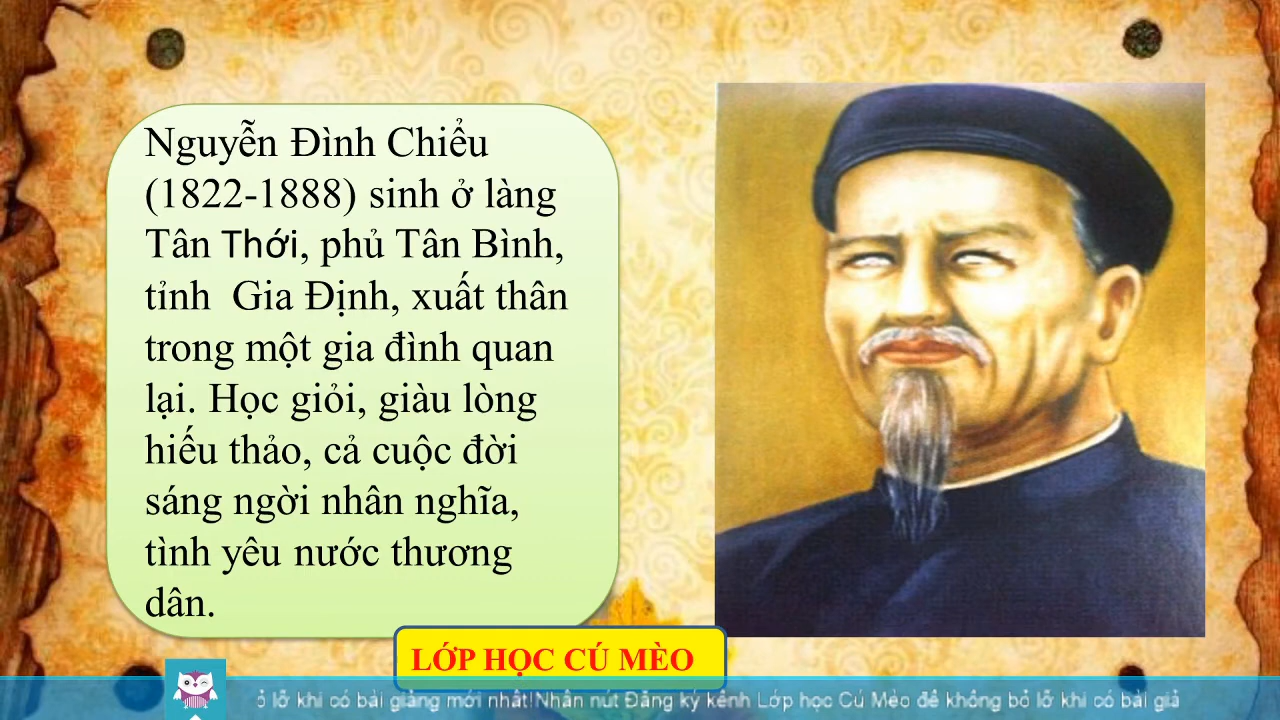 Nguyễn Đình Chiểu
(1822-1888) sinh ở làng
Tân Thới, phủ Tân Bình,
tỉnh Gia Định, xuất thân
trong một gia đình quan
lại. Học giỏi, giàu lòng
hiếu thảo, cả cuộc đời
sáng ngời nhân nghĩa,
tình yêu nước thương
dân.
LỚP HỌC CÚ MÈO
lỡ khi có bài giảng mới nhất!Nhấn nút Đăng ký kênh Lớp học Cú Mèo để không bỏ lỡ khi có bài